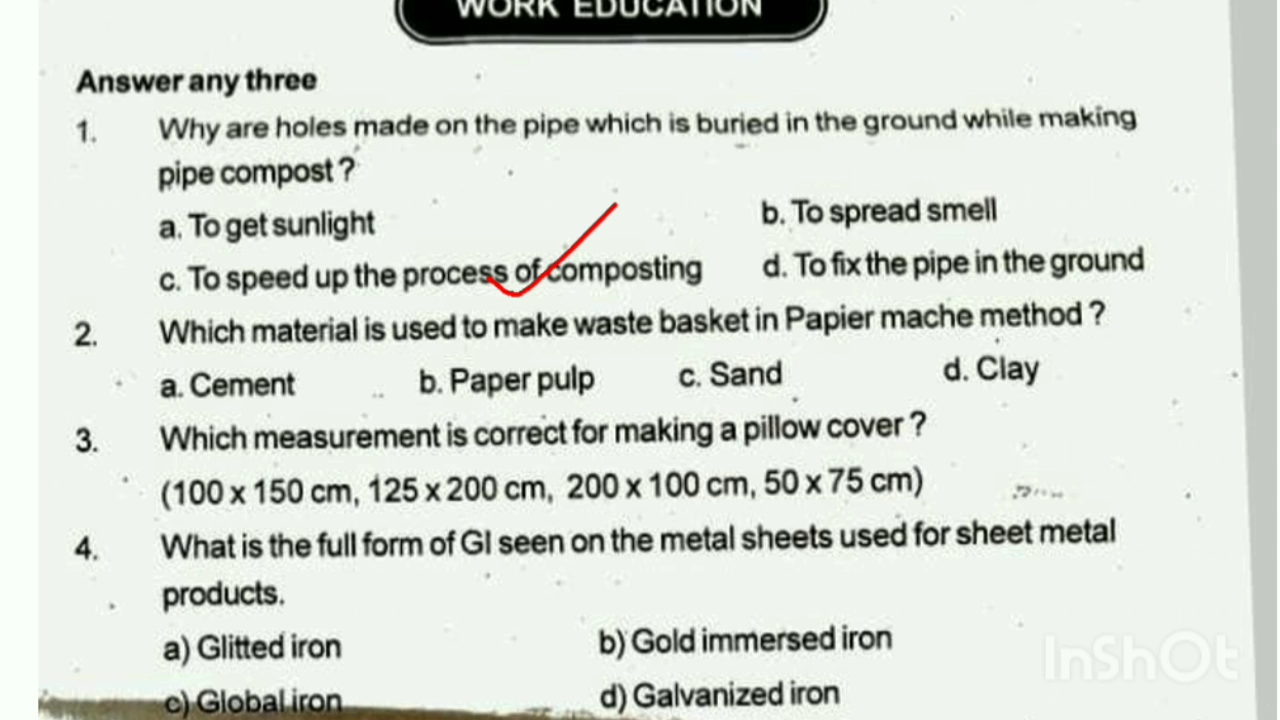 WORK EDUCATION
Answer any three
1. Why are holes made on the pipe which is buried in the ground while making
pipe compost ?
a. To get sunlight b. To spread smell
c. To speed up the process of composting d. To fix the pipe in the ground
2. Which material is used to make waste basket in Papier mache method ?
a. Cement b. Paper pulp c. Sand d. Clay
3. Which measurement is correct for making a pillow cover ?
(100 x 150 cm, 125 x 200 cm, 200 x 100 cm, 50 x 75 cm)
4. What is the full form of GI seen on the metal sheets used for sheet metal
products.
a) Glitted iron b) Gold immersed iron
c) Global iron d) Galvanized iron
InShOt